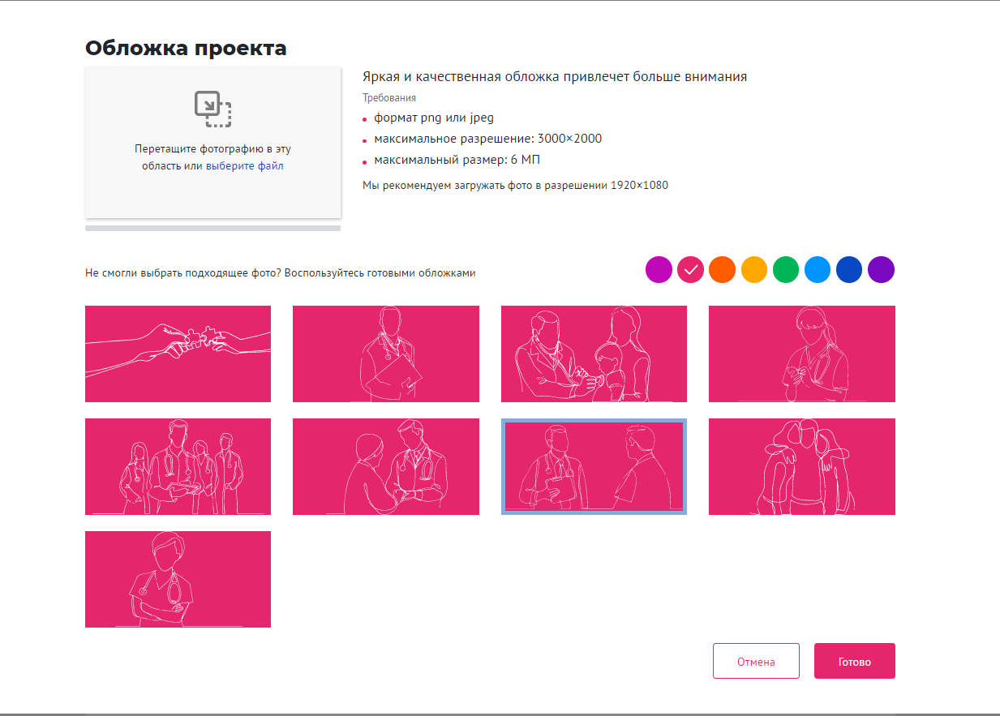 Обложка проекта
Перетащите фотографию в эту
область или выберите файл
Яркая и качественная обложка привлечет больше внимания
Требования
формат png или jpeg
максимальное разрешение: 3000×2000
максимальный размер: 6 МП
Мы рекомендуем загружать фото в разрешении 1920×1080
Не смогли выбрать подходящее фото? Воспользуйтесь готовыми обложками
Отмена
Готово